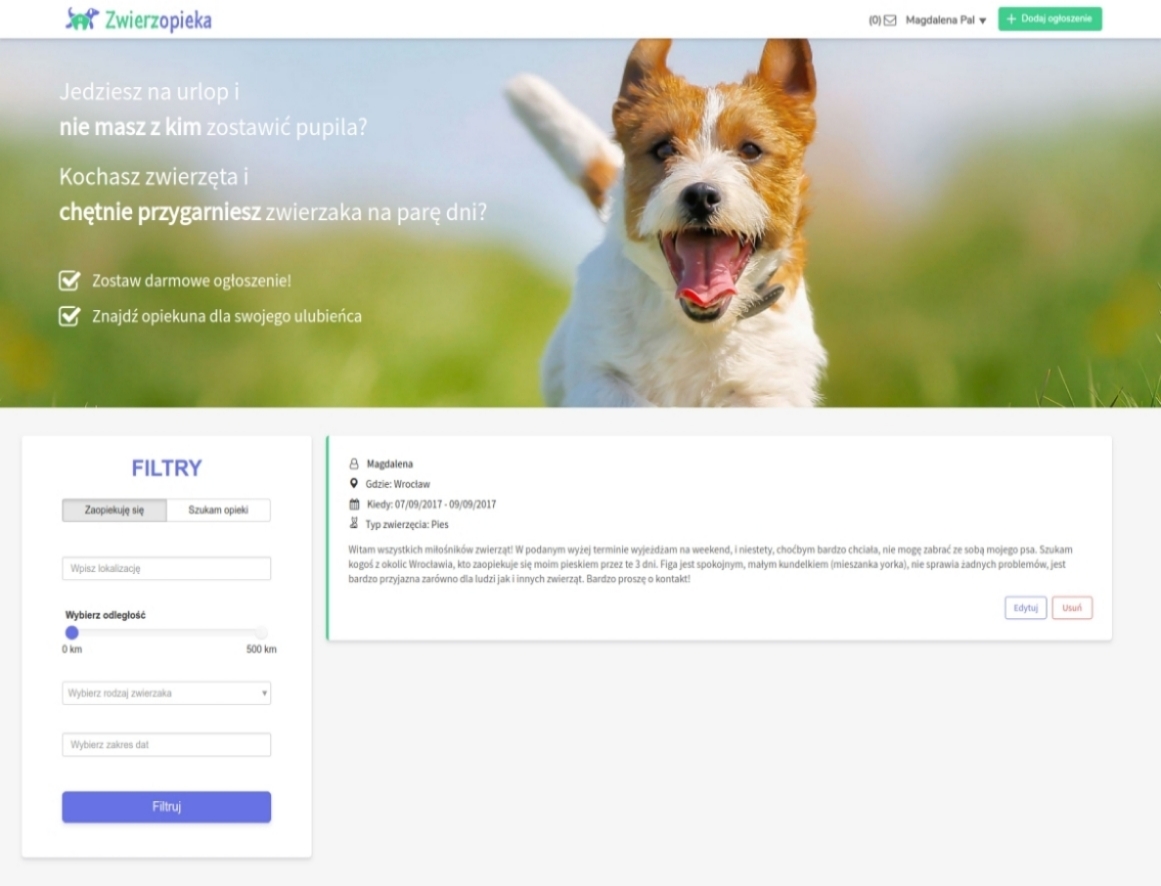 Zwierzopieka
(0) Magdalena Pal ▼
+ Dodaj ogłoszenie
Jedziesz na urlop i
nie masz z kim zostawić pupila?
Kochasz zwierzęta i
chętnie przygarniesz zwierzaka na parę dni?
Zostaw darmowe ogłoszenie!
Znajdź opiekuna dla swojego ulubieńca
FILTRY
Zaopiekuję się Szukam opieki
Wpisz lokalizację
Wybierz odległość
0 km 500 km
Wybierz rodzaj zwierzaka
Wybierz zakres dat
Filtruj
Magdalena
Gdzie: Wrocław
Kiedy: 07/09/2017 - 09/09/2017
Typ zwierzęcia: Pies
Witam wszystkich miłośników zwierząt! W podanym wyżej terminie wyjeżdżam na weekend, i niestety, choćbym bardzo chciała, nie mogę zabrać ze sobą mojego psa. Szukam
kogoś z okolic Wrocławia, kto zaopiekuje się moim pieskiem przez te 3 dni. Figa jest spokojnym, małym kundelkiem (mieszanka yorka), nie sprawia żadnych problemów, jest
bardzo przyjazna zarówno dla ludzi jak i innych zwierząt. Bardzo proszę o kontakt!
Edytuj Usuń